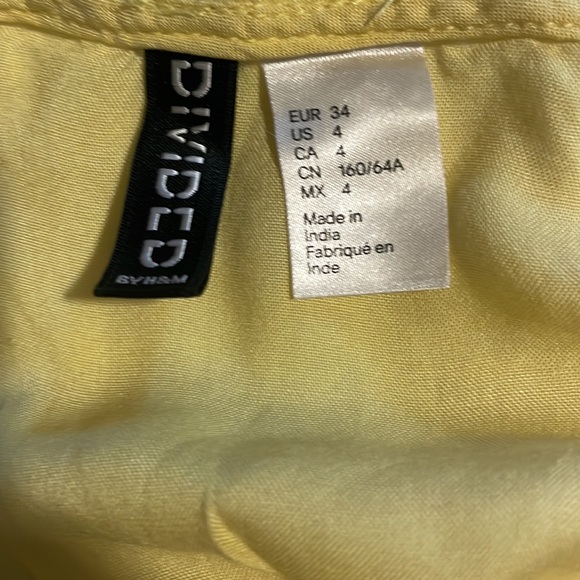 DIVIDED
BY H&M
EUR 34
US 4
CA 4
CN 160/64A
MX 4
Made in
India
Fabriqué en
Inde